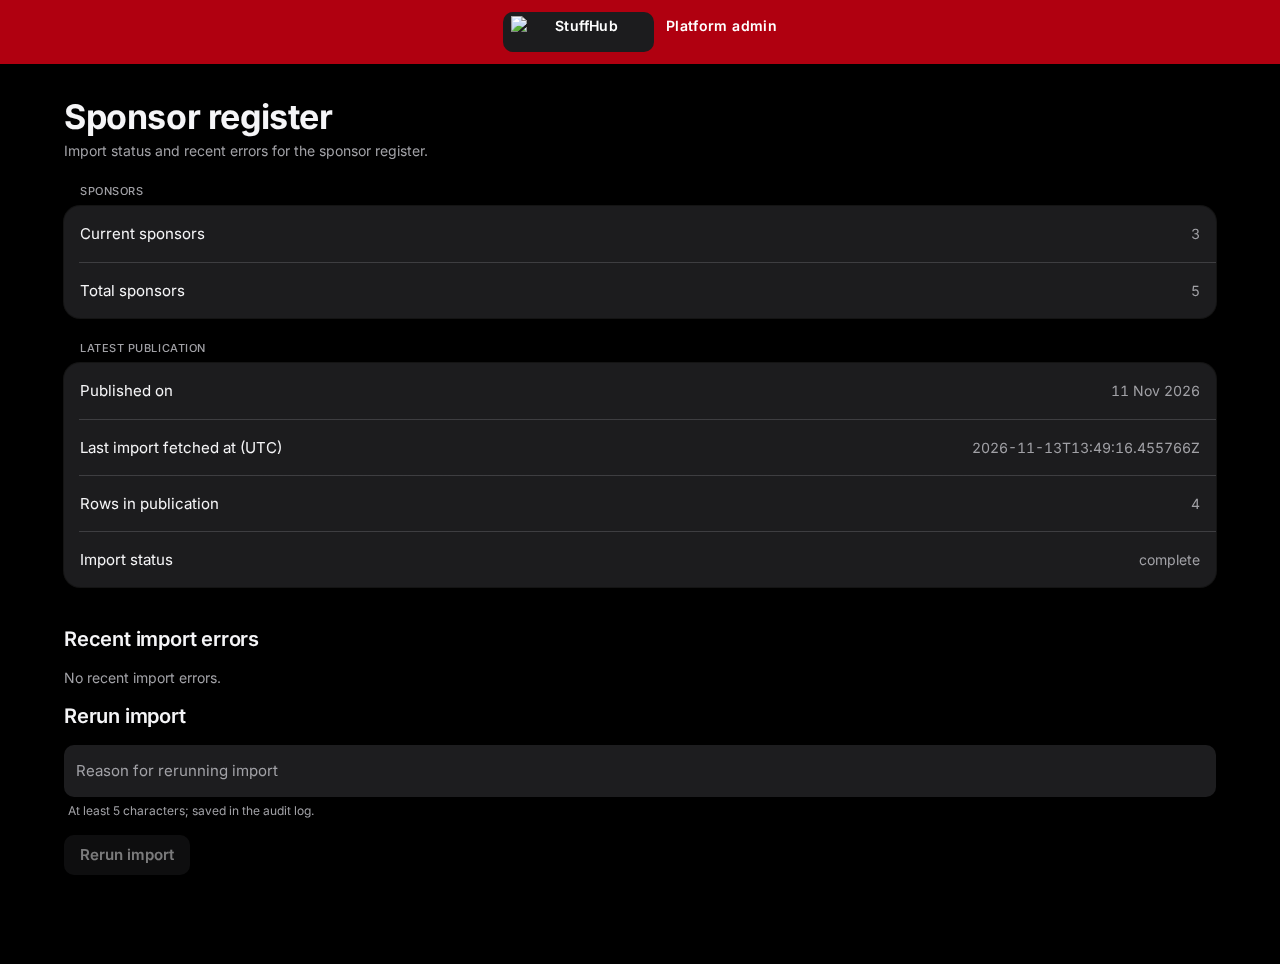 StuffHub
Platform admin
Sponsor register
Import status and recent errors for the sponsor register.
SPONSORS
Current sponsors 3
Total sponsors 5
LATEST PUBLICATION
Published on 11 Nov 2026
Last import fetched at (UTC) 2026-11-13T13:49:16.455766Z
Rows in publication 4
Import status complete
Recent import errors
No recent import errors.
Rerun import
Reason for rerunning import
At least 5 characters; saved in the audit log.
Rerun import